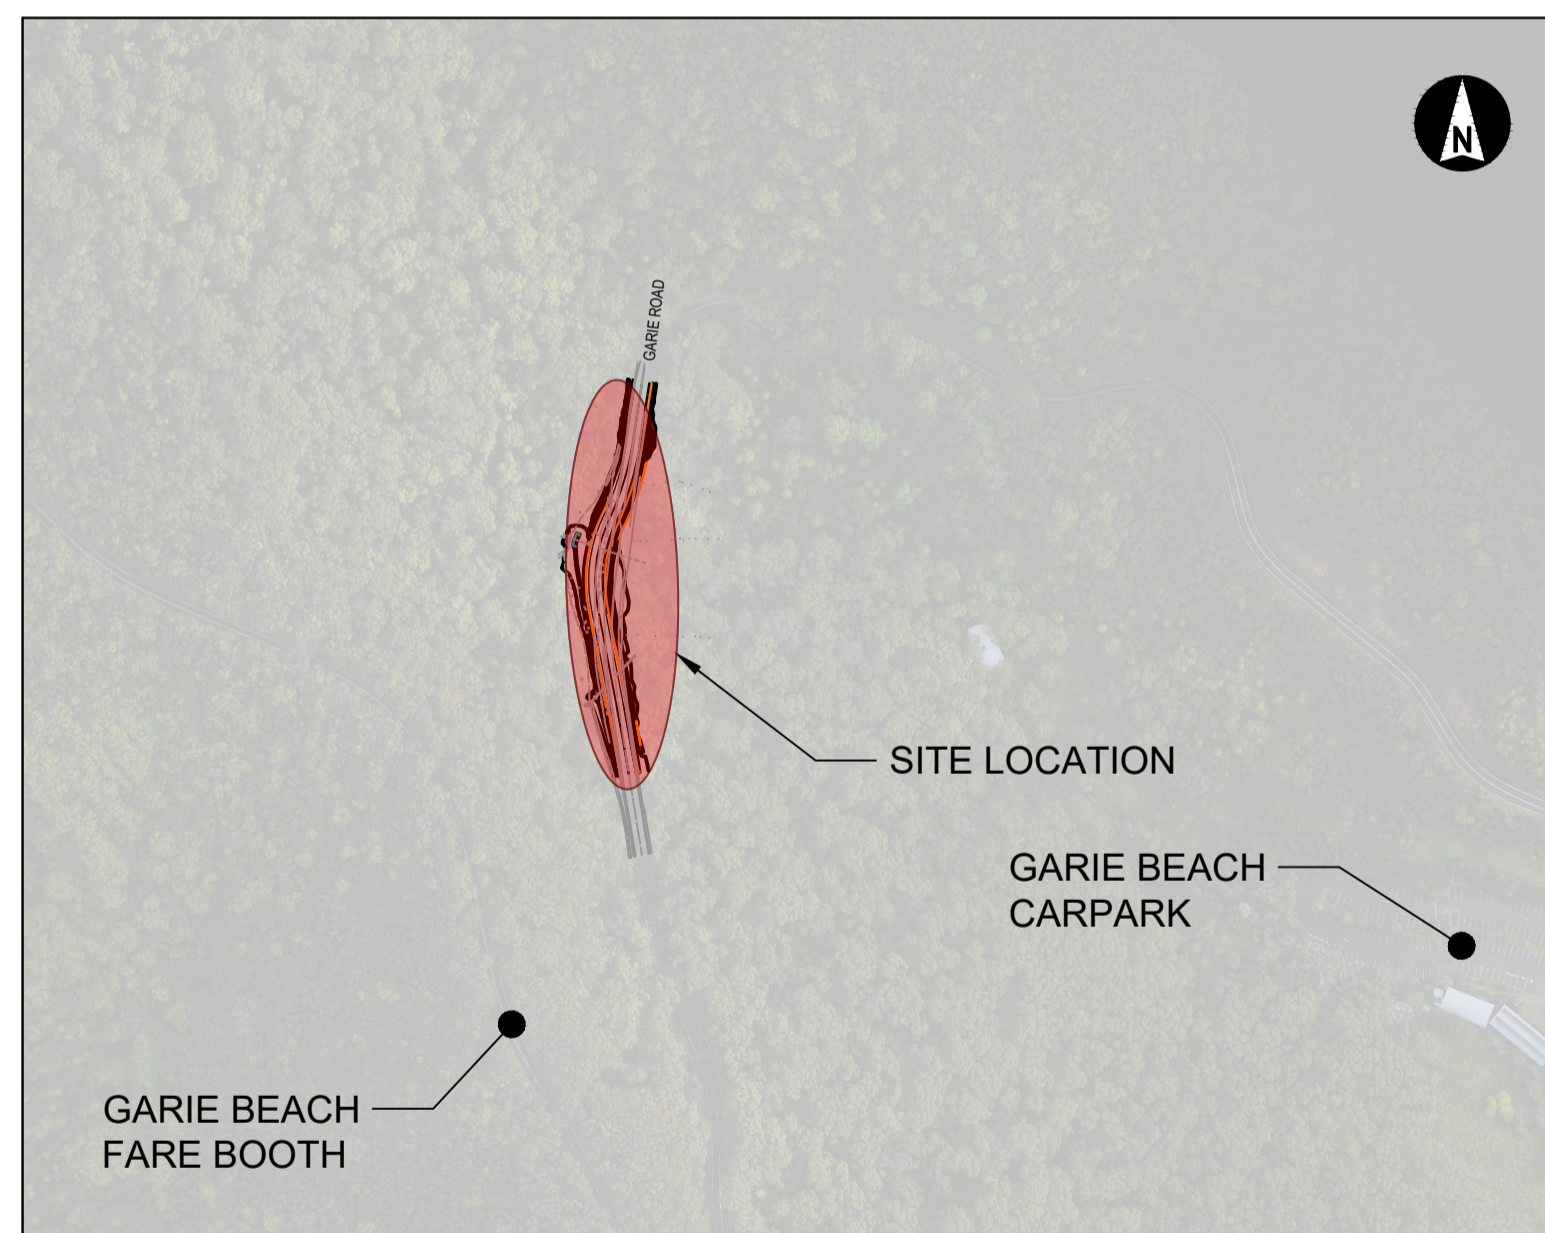 N
GARIE ROAD
SITE LOCATION
GARIE BEACH
CARPARK
GARIE BEACH
FARE BOOTH